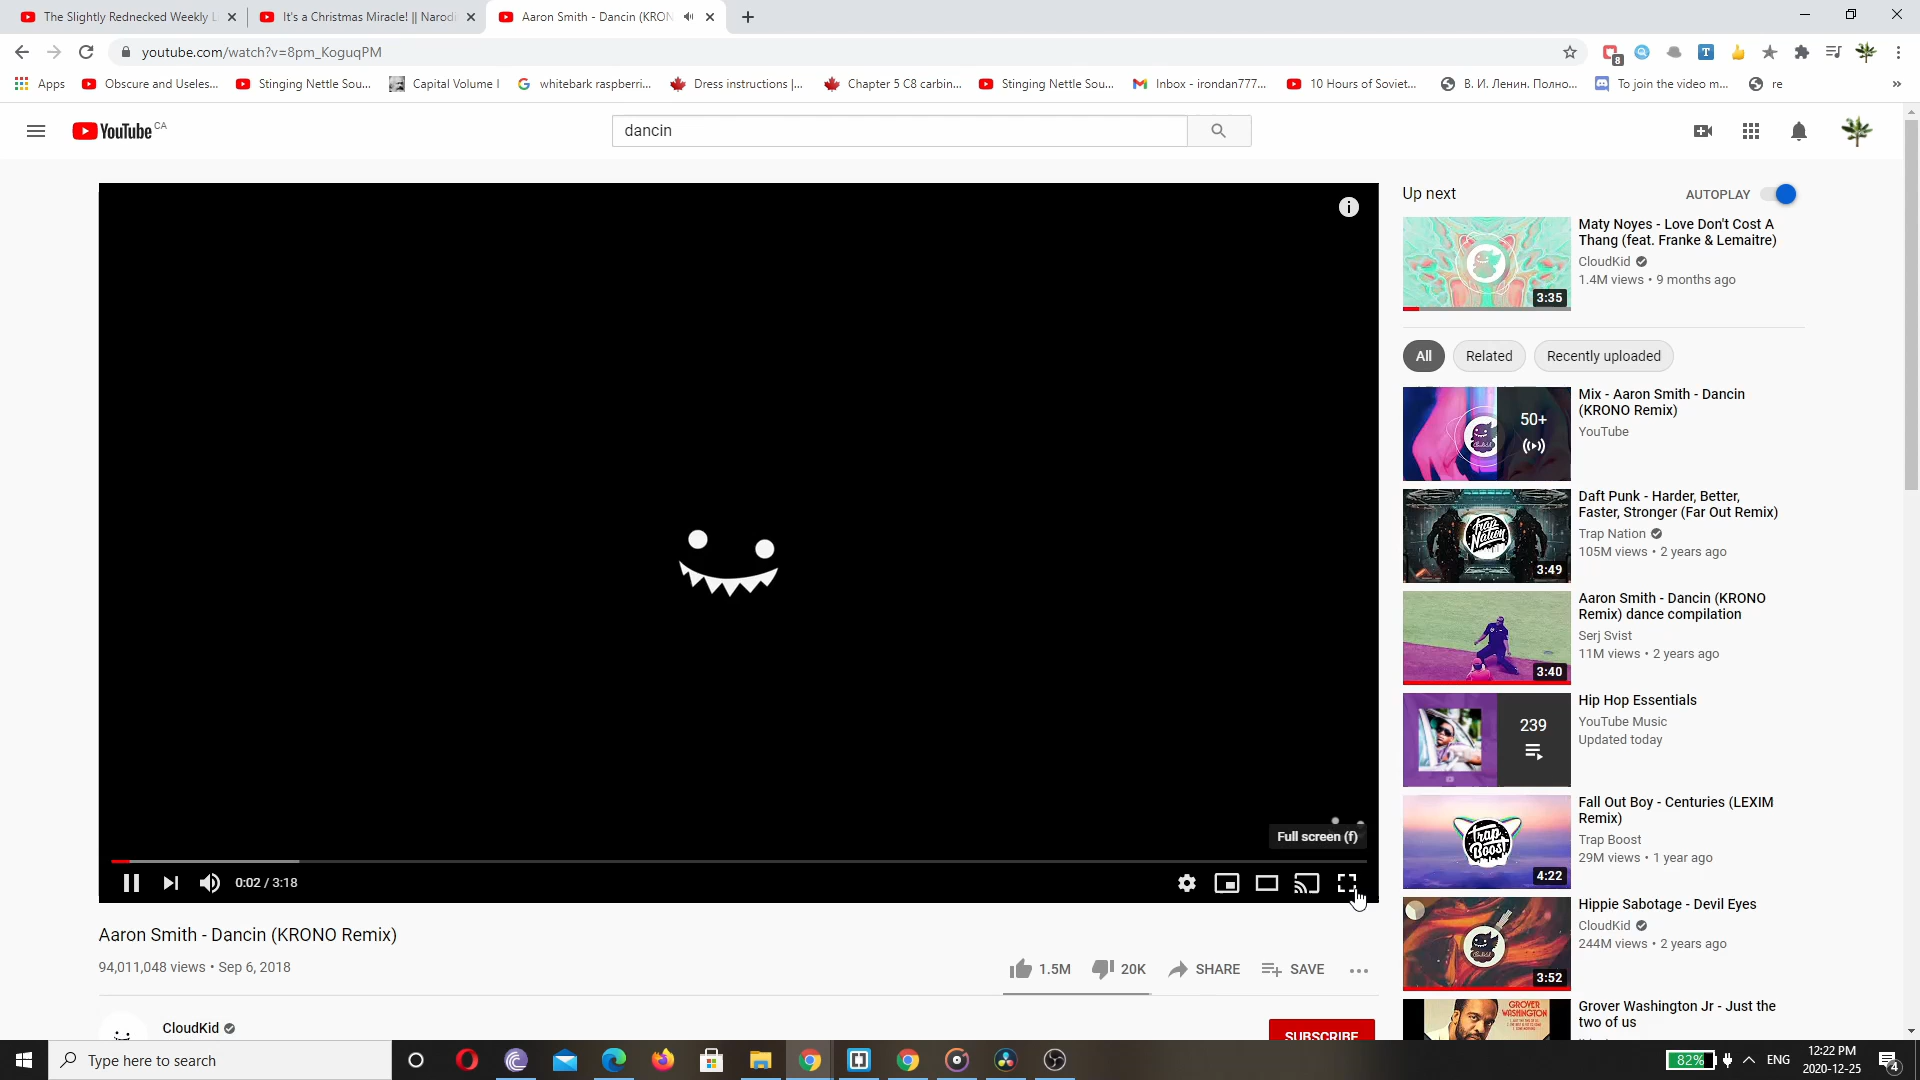 The Slightly Rednecked Weekly L
It's a Christmas Miracle! || Narodi
Aaron Smith - Dancin (KRON
youtube.com/watch?v=8pm_KoguqPM
8
T
Apps
Obscure and Useles...
Stinging Nettle Sou...
Capital Volume I
whitebark raspberri...
Dress instructions |...
Chapter 5 C8 carbin...
Stinging Nettle Sou...
Inbox - irondan777...
10 Hours of Soviet...
В. И. Ленин. Полно...
To join the video m...
re
»
YouTube CA
dancin
Up next
AUTOPLAY
Maty Noyes - Love Don't Cost A
Thang (feat. Franke & Lemaitre)
CloudKid
1.4M views • 9 months ago
3:35
All
Related
Recently uploaded
50+
Mix - Aaron Smith - Dancin
(KRONO Remix)
YouTube
Trap Nation
3:49
Daft Punk - Harder, Better,
Faster, Stronger (Far Out Remix)
Trap Nation
105M views • 2 years ago
3:40
Aaron Smith - Dancin (KRONO
Remix) dance compilation
Serj Svist
11M views • 2 years ago
239
Hip Hop Essentials
YouTube Music
Updated today
Trap Boost
4:22
Fall Out Boy - Centuries (LEXIM
Remix)
Trap Boost
29M views • 1 year ago
3:52
Hippie Sabotage - Devil Eyes
CloudKid
244M views • 2 years ago
GROVER
WASHINGTON
Grover Washington Jr - Just the
two of us
Full screen (f)
0:02 / 3:18
Aaron Smith - Dancin (KRONO Remix)
94,011,048 views • Sep 6, 2018
1.5M
20K
SHARE
SAVE
CloudKid
SUBSCRIBE
Type here to search
82%
ENG
12:22 PM
2020-12-25
4